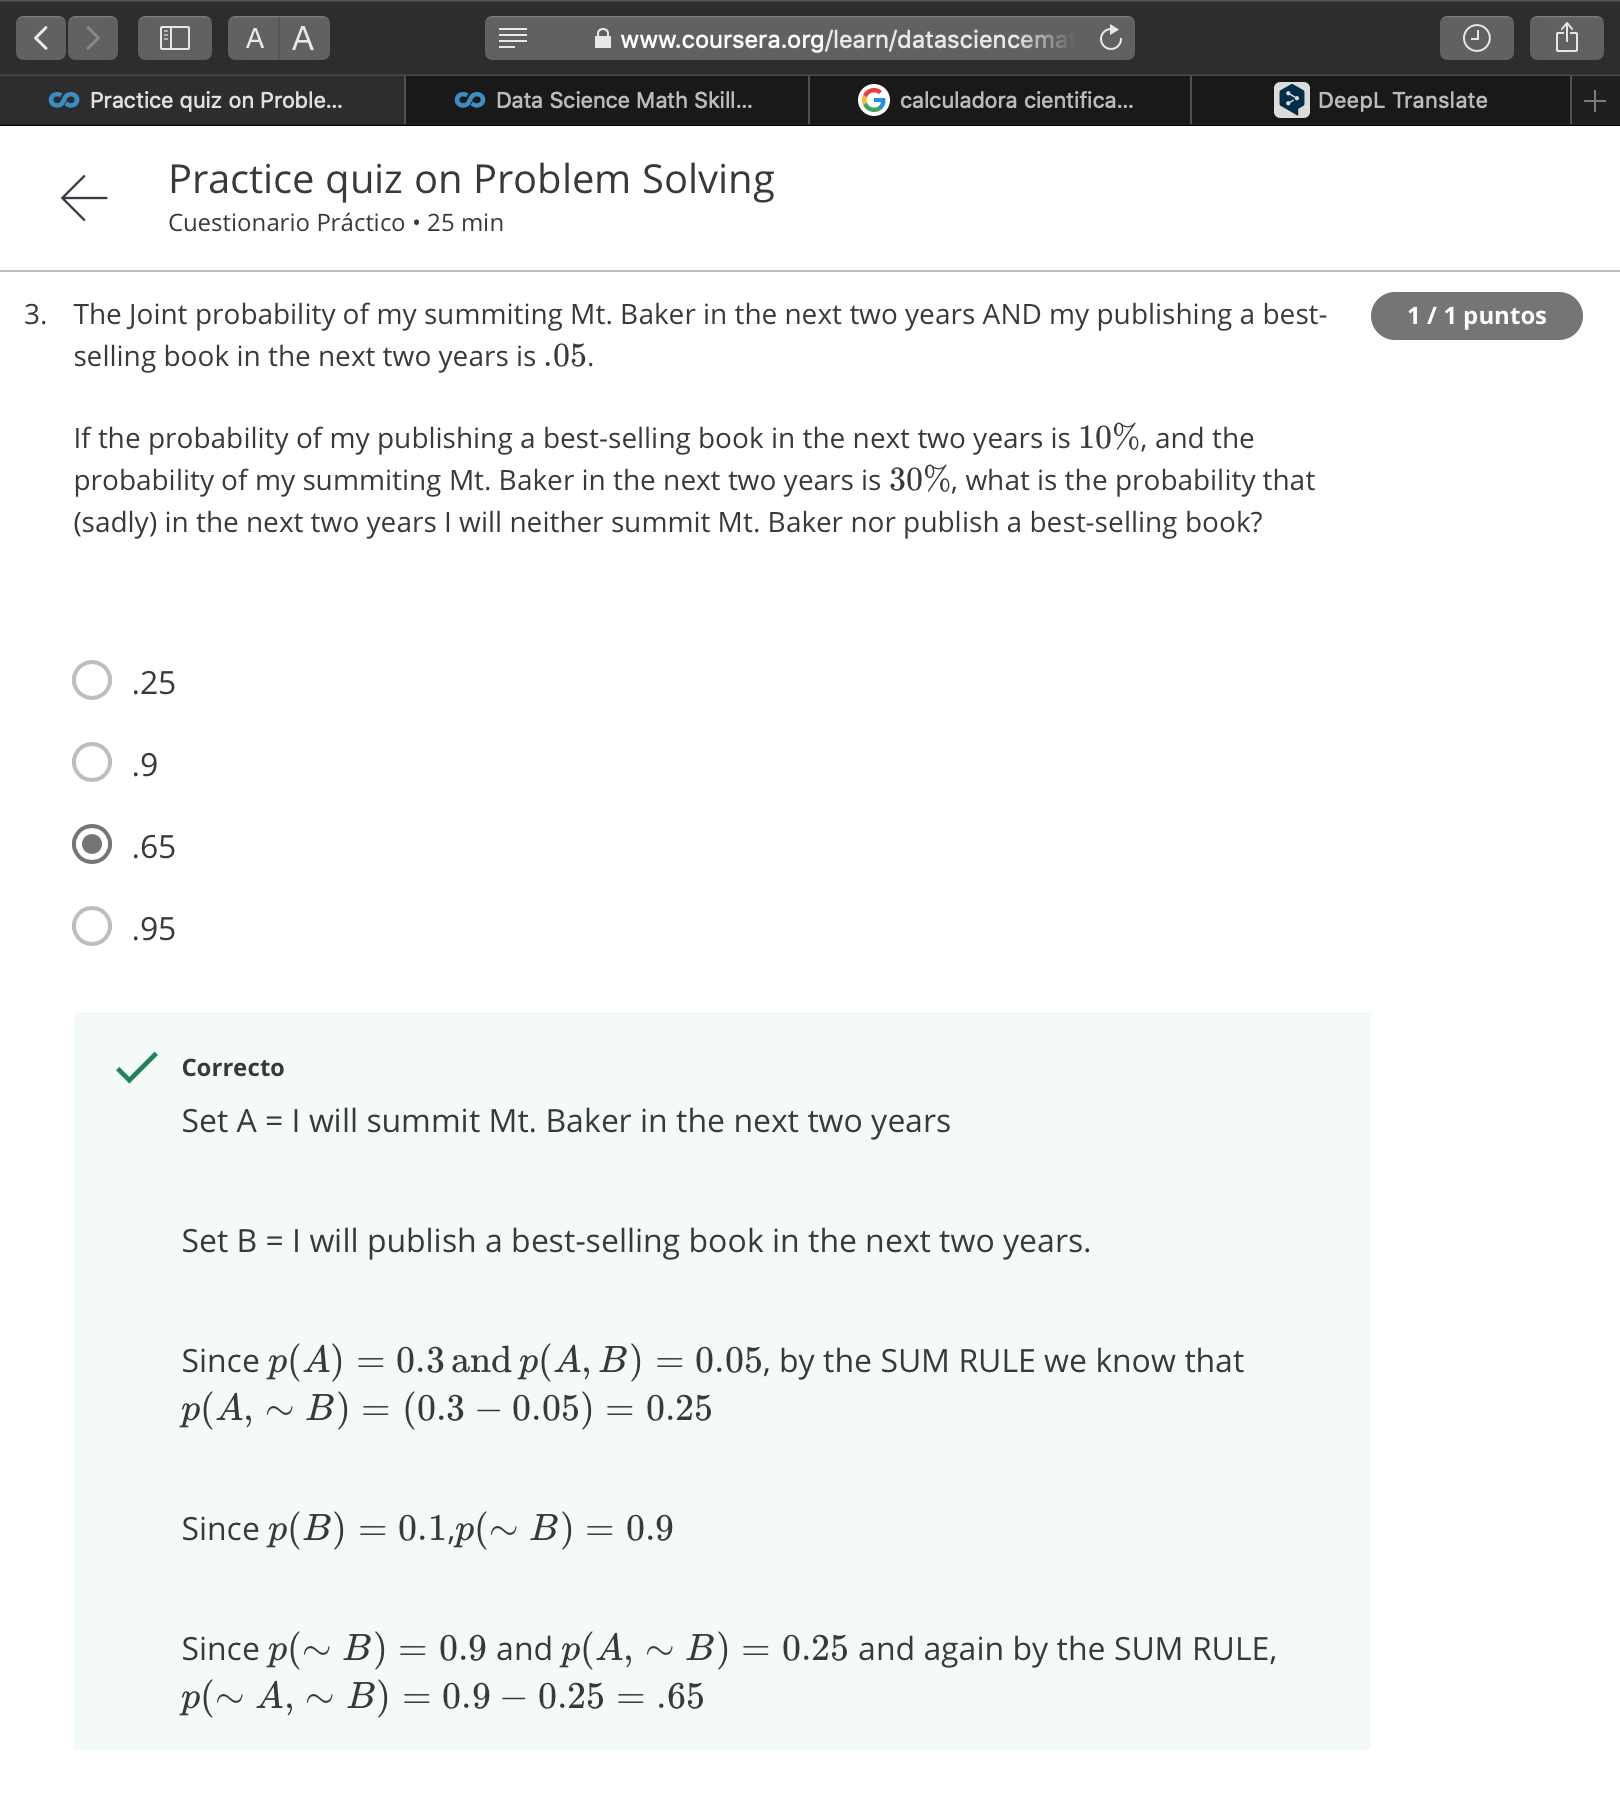 A A
www.coursera.org/learn/datasciencema
Practice quiz on Proble...
Data Science Math Skill...
calculadora cientifica...
DeepL Translate
Practice quiz on Problem Solving
Cuestionario Práctico • 25 min
3. The Joint probability of my summiting Mt. Baker in the next two years AND my publishing a best-
selling book in the next two years is .05.
1 / 1 puntos
If the probability of my publishing a best-selling book in the next two years is 10%, and the
probability of my summiting Mt. Baker in the next two years is 30%, what is the probability that
(sadly) in the next two years I will neither summit Mt. Baker nor publish a best-selling book?
.25
.9
.65
.95
Correcto
Set A = I will summit Mt. Baker in the next two years
Set B = I will publish a best-selling book in the next two years.
Since p(A) = 0.3 and p(A, B) = 0.05, by the SUM RULE we know that
p(A, ∼ B) = (0.3 − 0.05) = 0.25
Since p(B) = 0.1,p(∼ B) = 0.9
Since p(∼ B) = 0.9 and p(A, ∼ B) = 0.25 and again by the SUM RULE,
p(∼ A, ∼ B) = 0.9 − 0.25 = .65